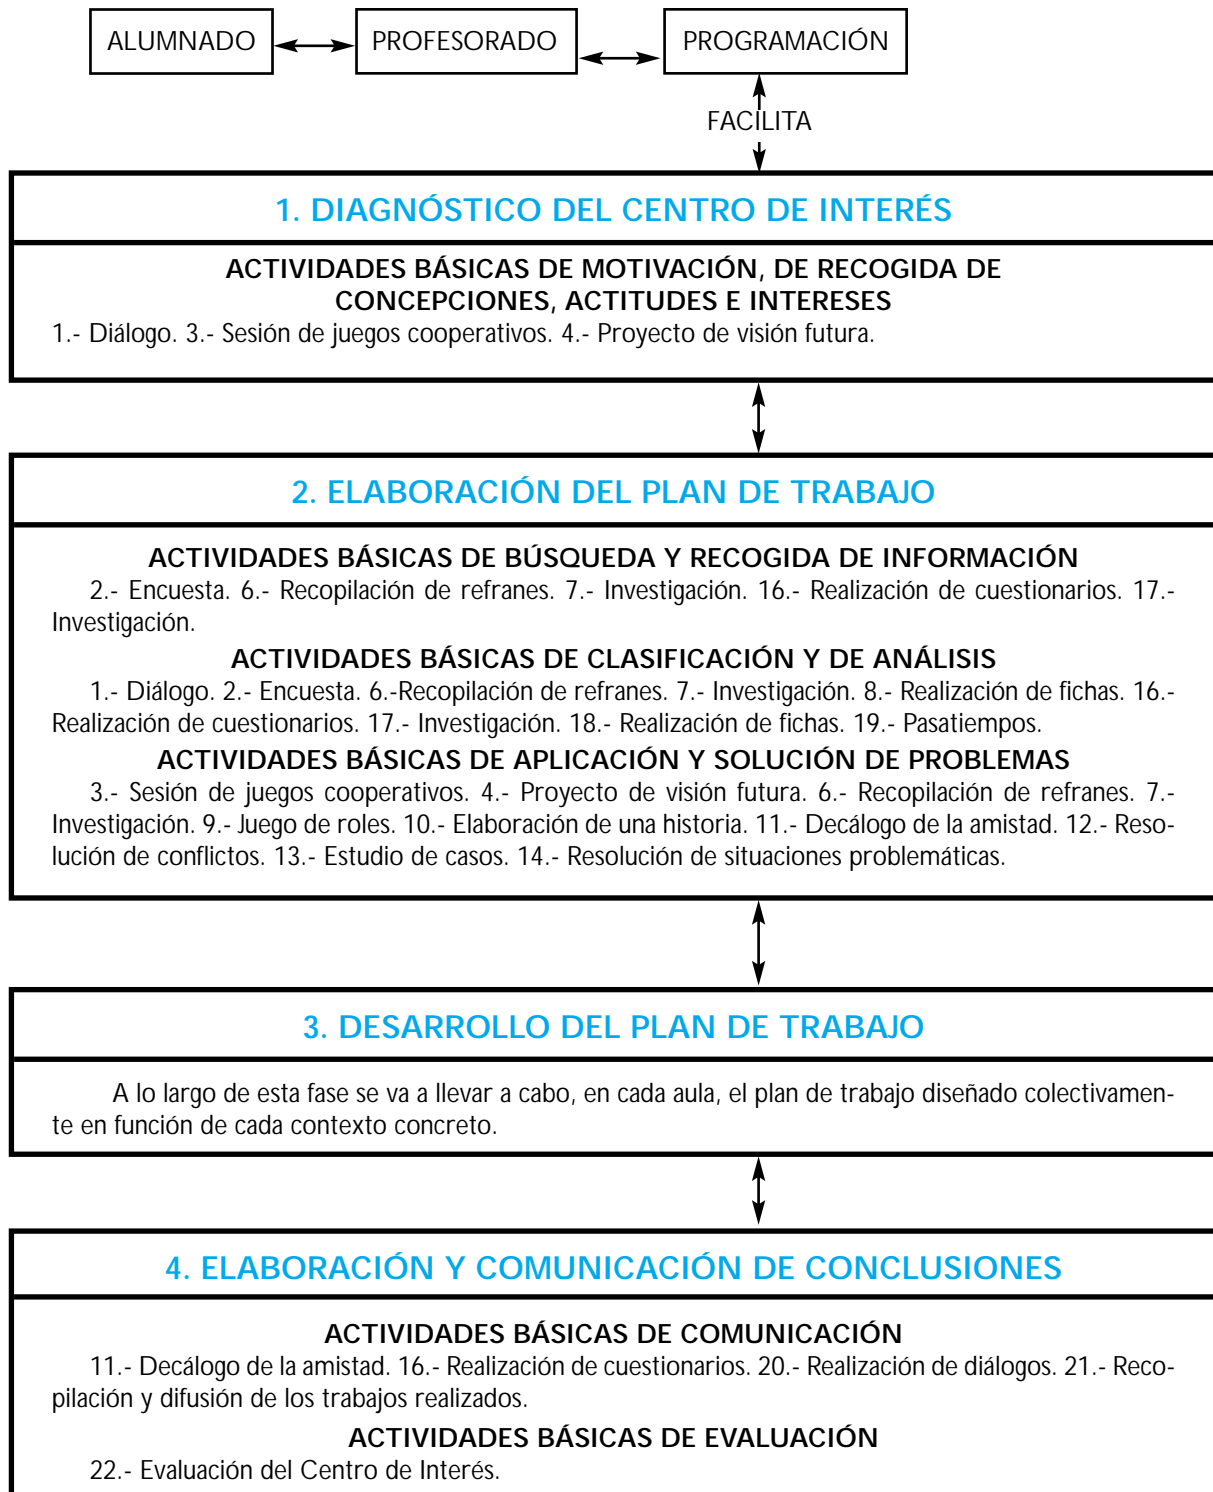 ALUMNADO PROFESORADO PROGRAMACIÓN
FACILITA
1. DIAGNÓSTICO DEL CENTRO DE INTERÉS
ACTIVIDADES BÁSICAS DE MOTIVACIÓN, DE RECOGIDA DE
CONCEPCIONES, ACTITUDES E INTERESES
1.- Diálogo. 3.- Sesión de juegos cooperativos. 4.- Proyecto de visión futura.
2. ELABORACIÓN DEL PLAN DE TRABAJO
ACTIVIDADES BÁSICAS DE BÚSQUEDA Y RECOGIDA DE INFORMACIÓN
2.- Encuesta. 6.- Recopilación de refranes. 7.- Investigación. 16.- Realización de cuestionarios. 17.-
Investigación.
ACTIVIDADES BÁSICAS DE CLASIFICACIÓN Y DE ANÁLISIS
1.- Diálogo. 2.- Encuesta. 6.-Recopilación de refranes. 7.- Investigación. 8.- Realización de fichas. 16.-
Realización de cuestionarios. 17.- Investigación. 18.- Realización de fichas. 19.- Pasatiempos.
ACTIVIDADES BÁSICAS DE APLICACIÓN Y SOLUCIÓN DE PROBLEMAS
3.- Sesión de juegos cooperativos. 4.- Proyecto de visión futura. 6.- Recopilación de refranes. 7.-
Investigación. 9.- Juego de roles. 10.- Elaboración de una historia. 11.- Decálogo de la amistad. 12.- Reso-
lución de conflictos. 13.- Estudio de casos. 14.- Resolución de situaciones problemáticas.
3. DESARROLLO DEL PLAN DE TRABAJO
A lo largo de esta fase se va a llevar a cabo, en cada aula, el plan de trabajo diseñado colectivamen-
te en función de cada contexto concreto.
4. ELABORACIÓN Y COMUNICACIÓN DE CONCLUSIONES
ACTIVIDADES BÁSICAS DE COMUNICACIÓN
11.- Decálogo de la amistad. 16.- Realización de cuestionarios. 20.- Realización de diálogos. 21.- Reco-
pilación y difusión de los trabajos realizados.
ACTIVIDADES BÁSICAS DE EVALUACIÓN
22.- Evaluación del Centro de Interés.